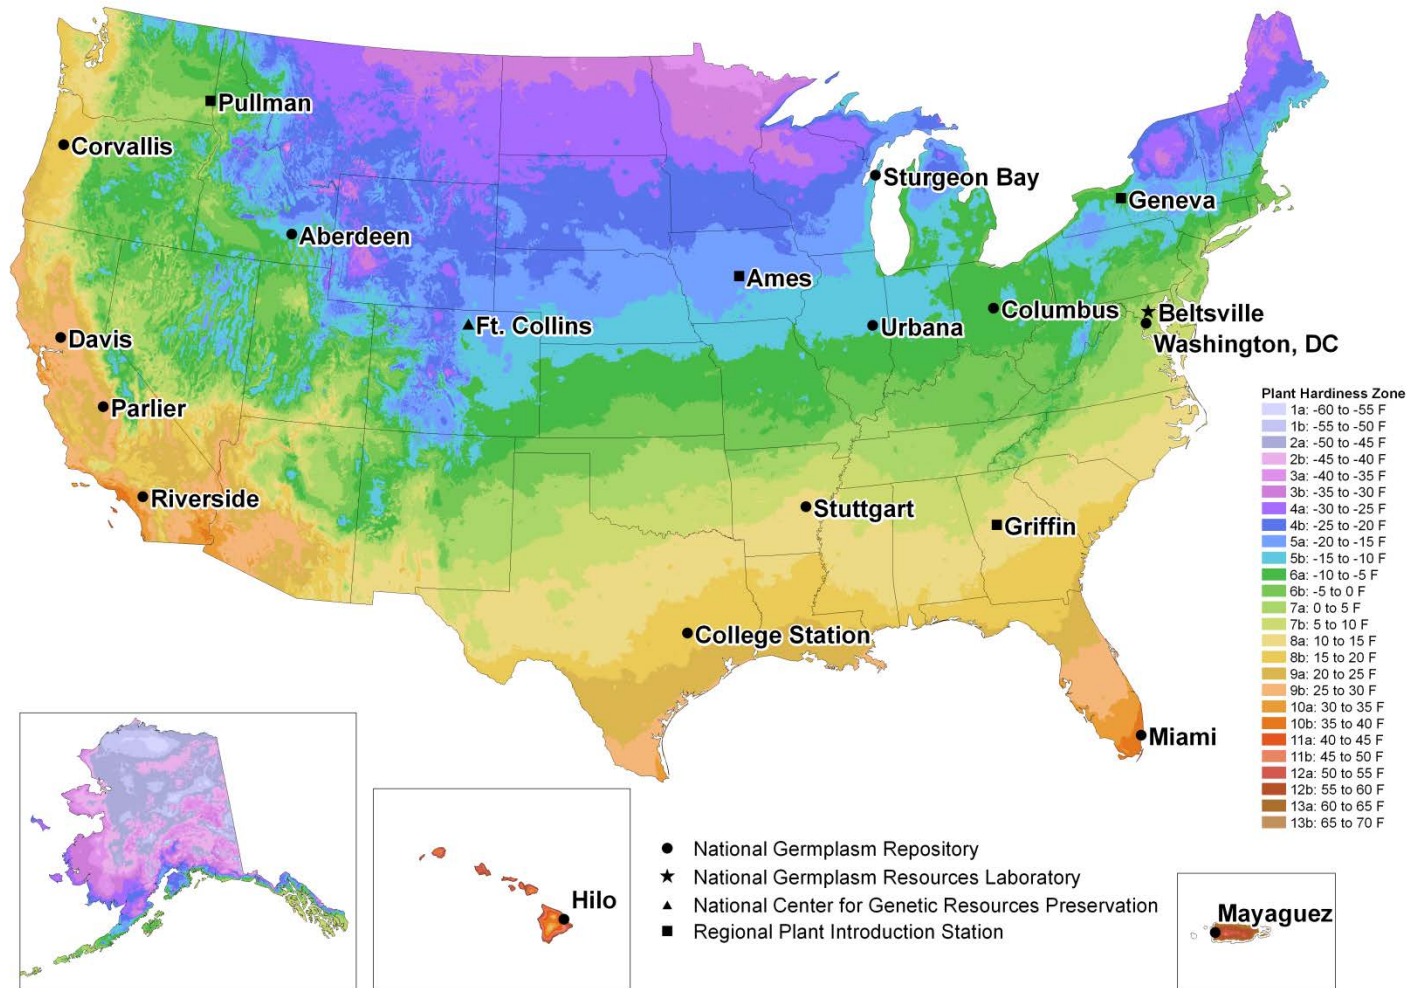 Pullman
Corvallis
Sturgeon Bay
Geneva
Aberdeen
Ames
Columbus
Beltsville
Washington, DC
Ft. Collins
Urbana
Davis
Parlier
Riverside
Stuttgart
Griffin
College Station
Miami
Plant Hardiness Zone
1a: -60 to -55 F
1b: -55 to -50 F
2a: -50 to -45 F
2b: -45 to -40 F
3a: -40 to -35 F
3b: -35 to -30 F
4a: -30 to -25 F
4b: -25 to -20 F
5a: -20 to -15 F
5b: -15 to -10 F
6a: -10 to -5 F
6b: -5 to 0 F
7a: 0 to 5 F
7b: 5 to 10 F
8a: 10 to 15 F
8b: 15 to 20 F
9a: 20 to 25 F
9b: 25 to 30 F
10a: 30 to 35 F
10b: 35 to 40 F
11a: 40 to 45 F
11b: 45 to 50 F
12a: 50 to 55 F
12b: 55 to 60 F
13a: 60 to 65 F
13b: 65 to 70 F
Hilo
National Germplasm Repository
National Germplasm Resources Laboratory
National Center for Genetic Resources Preservation
Regional Plant Introduction Station
Mayaguez